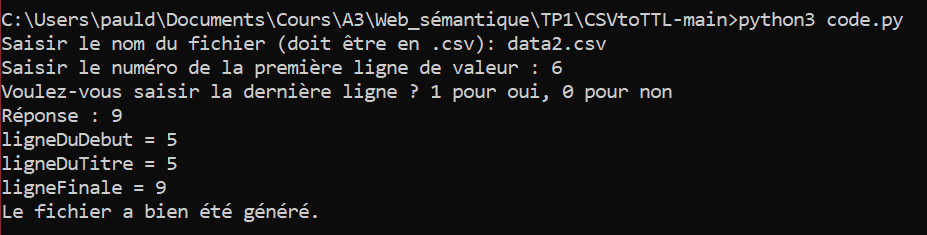 C:\Users\pauld\Documents\Cours\A3\Web_sémantique\TP1\CSVtoTTL-main>python3 code.py
Saisir le nom du fichier (doit être en .csv): data2.csv
Saisir le numéro de la première ligne de valeur : 6
Voulez-vous saisir la dernière ligne ? 1 pour oui, 0 pour non
Réponse : 9
ligneDuDebut = 5
ligneDuTitre = 5
ligneFinale = 9
Le fichier a bien été généré.